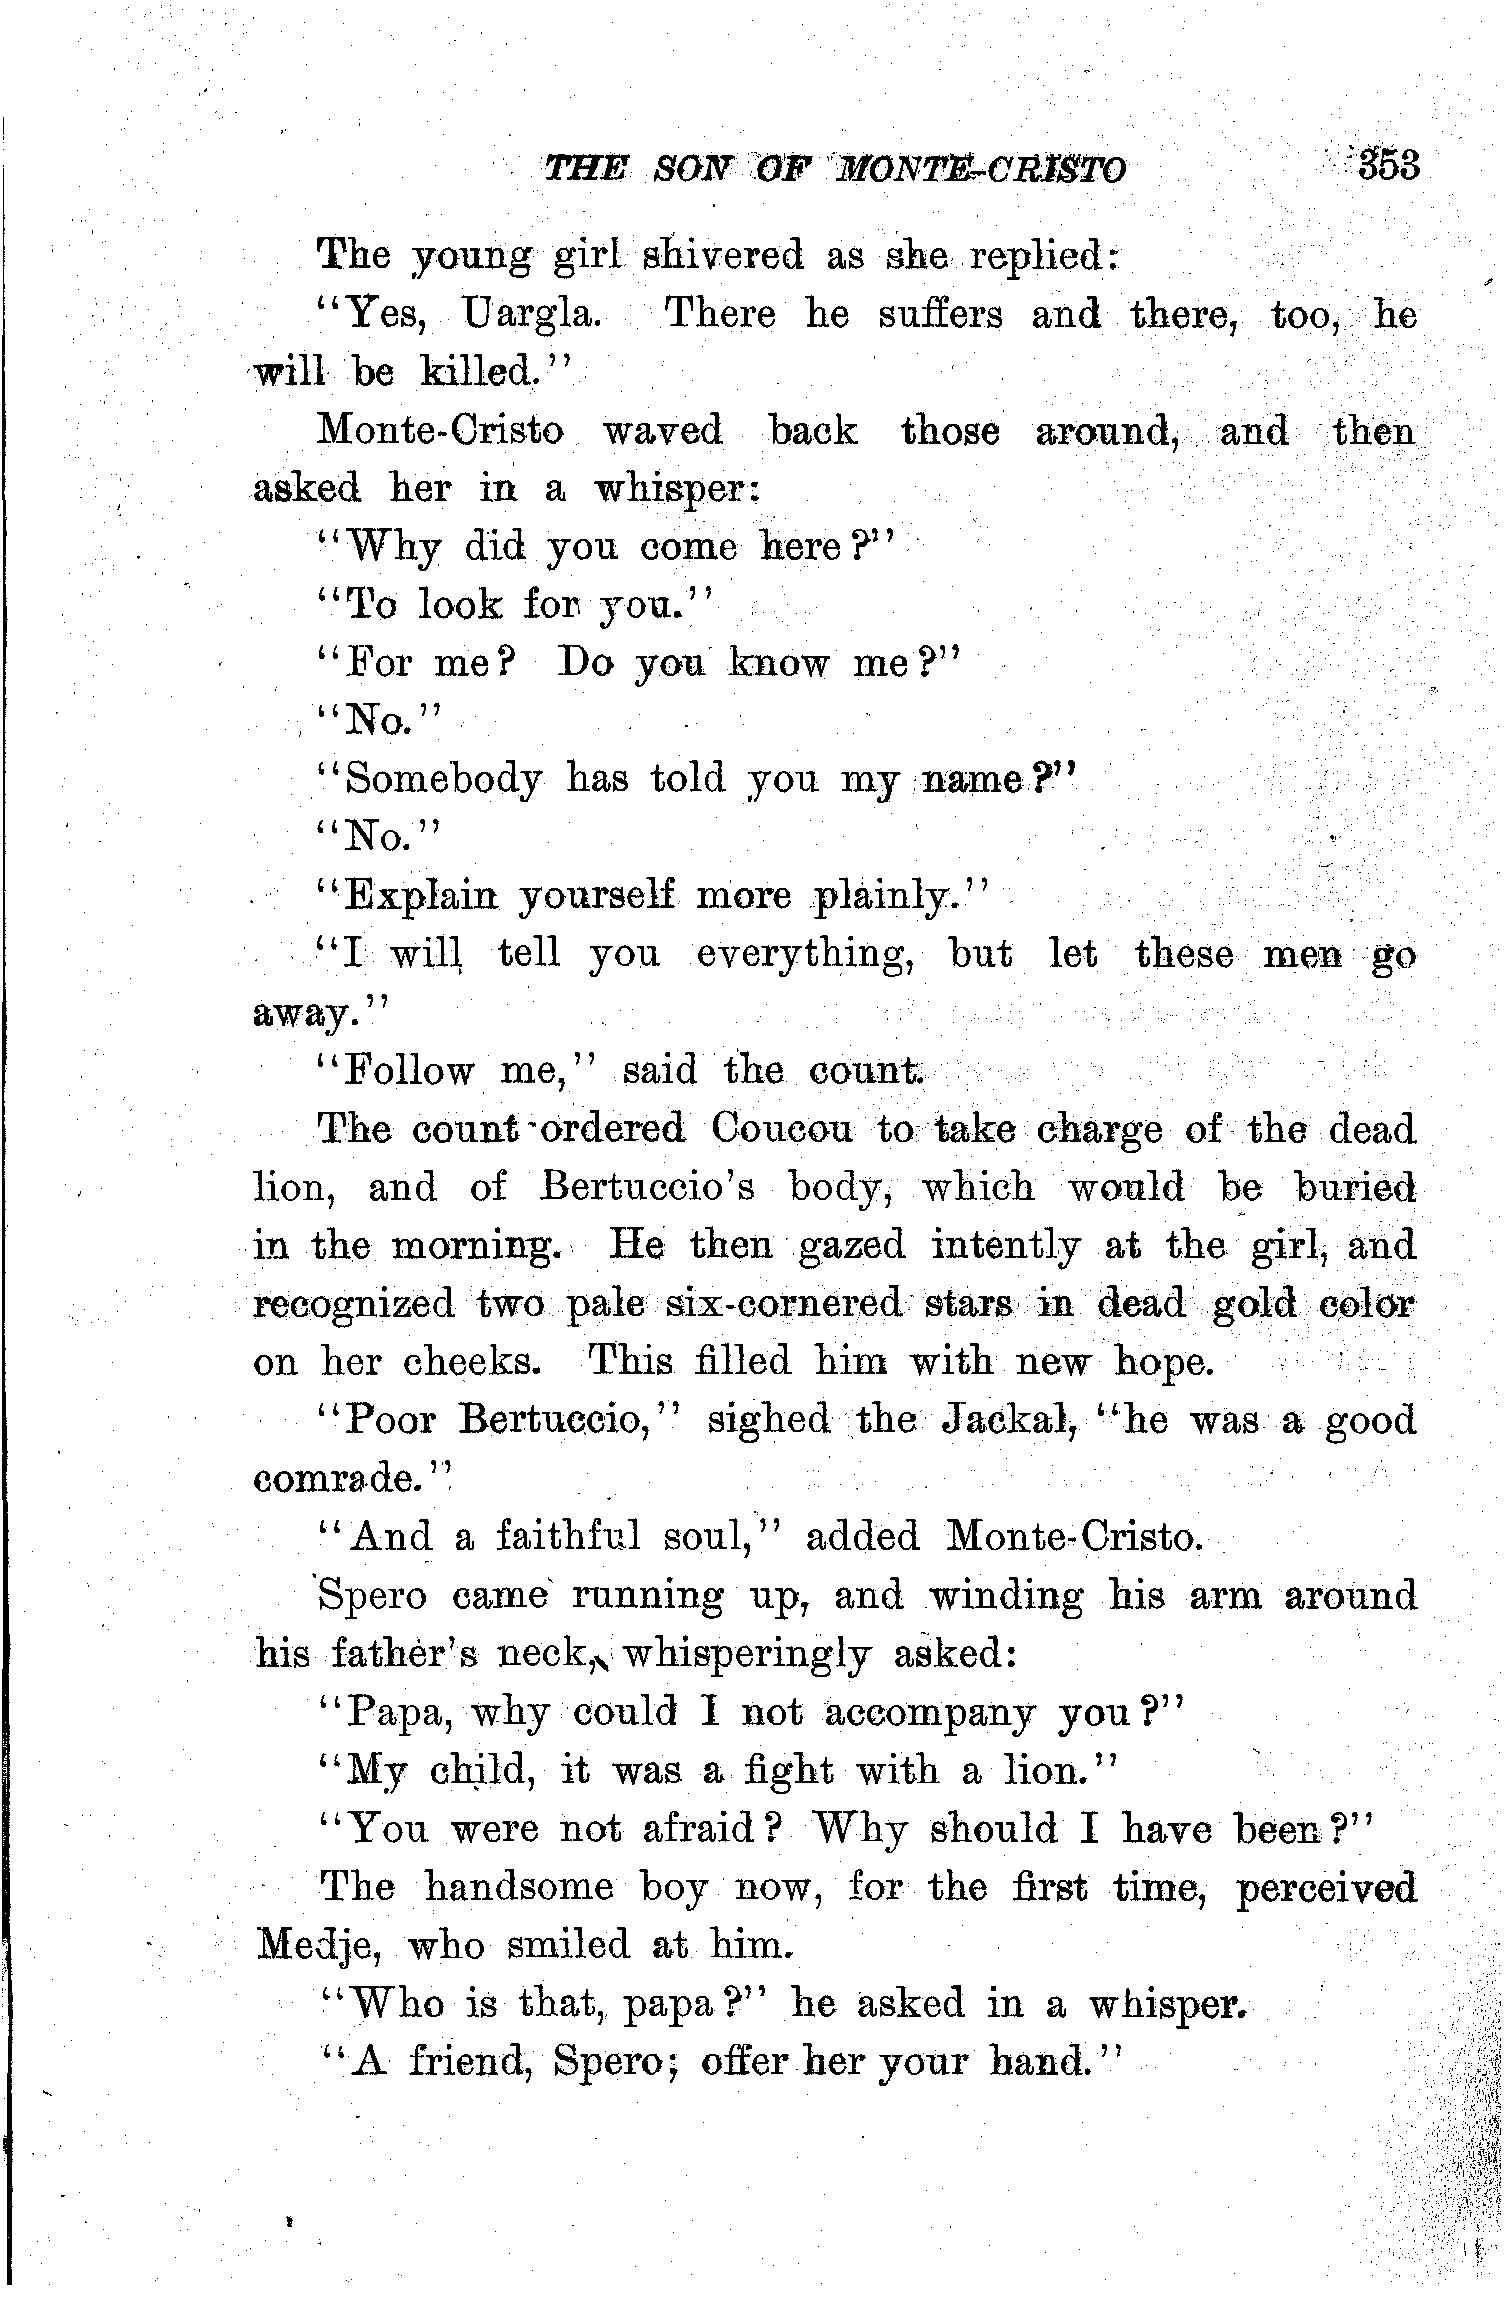 THE SON OF MONTE-CRISTO 353
The young girl shivered as she replied:
"Yes, Uargla. There he suffers and there, too, he
will be killed."
Monte-Cristo waved back those around, and then
asked her in a whisper:
"Why did you come here?"
"To look for you."
"For me? Do you know me?"
"No."
"Somebody has told you my name?"
"No."
"Explain yourself more plainly."
"I will tell you everything, but let these men go
away."
"Follow me," said the count.
The count ordered Coucou to take charge of the dead
lion, and of Bertuccio's body, which would be buried
in the morning. He then gazed intently at the girl, and
recognized two pale six-cornered stars in dead gold color
on her cheeks. This filled him with new hope.
"Poor Bertuccio," sighed the Jackal, "he was a good
comrade."
"And a faithful soul," added Monte-Cristo.
Spero came running up, and winding his arm around
his father's neck, whisperingly asked:
"Papa, why could I not accompany you?"
"My child, it was a fight with a lion."
"You were not afraid? Why should I have been?"
The handsome boy now, for the first time, perceived
Medje, who smiled at him.
"Who is that, papa?" he asked in a whisper.
"A friend, Spero; offer her your hand."